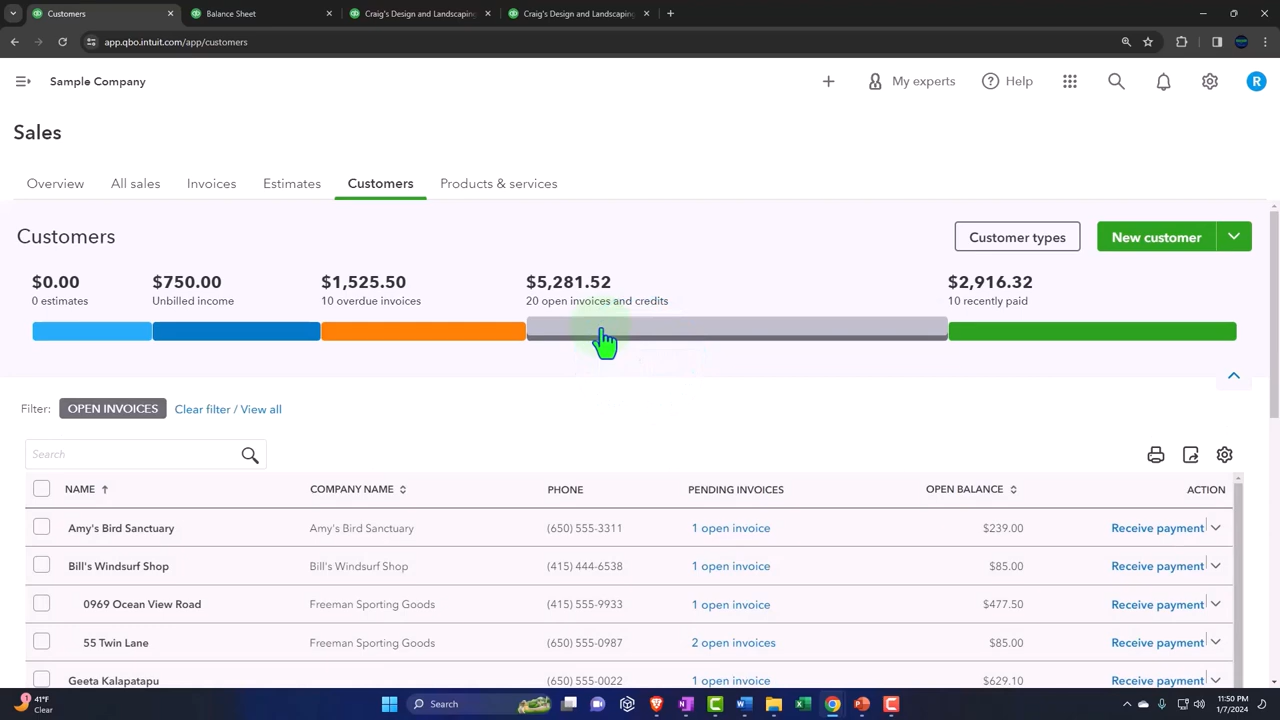 Customers
Balance Sheet
Craig's Design and Landscaping
Craig's Design and Landscaping
app.qbo.intuit.com/app/customers
Sample Company
My experts
Help
R
Sales
Overview
All sales
Invoices
Estimates
Customers
Products & services
Customers
Customer types
New customer
$0.00
$750.00
$1,525.50
$5,281.52
$2,916.32
0 estimates
Unbilled income
10 overdue invoices
20 open invoices and credits
10 recently paid
Filter:
OPEN INVOICES
Clear filter / View all
Search
NAME
COMPANY NAME
PHONE
PENDING INVOICES
OPEN BALANCE
ACTION
Amy's Bird Sanctuary
Amy's Bird Sanctuary
(650) 555-3311
1 open invoice
$239.00
Receive payment
Bill's Windsurf Shop
Bill's Windsurf Shop
(415) 444-6538
1 open invoice
$85.00
Receive payment
0969 Ocean View Road
Freeman Sporting Goods
(415) 555-9933
1 open invoice
$477.50
Receive payment
55 Twin Lane
Freeman Sporting Goods
(650) 555-0987
2 open invoices
$85.00
Receive payment
Geeta Kalapatapu
(650) 555-0022
1 open invoice
$629.10
Receive payment
41°F
Clear
Search
11:50 PM
1/7/2024